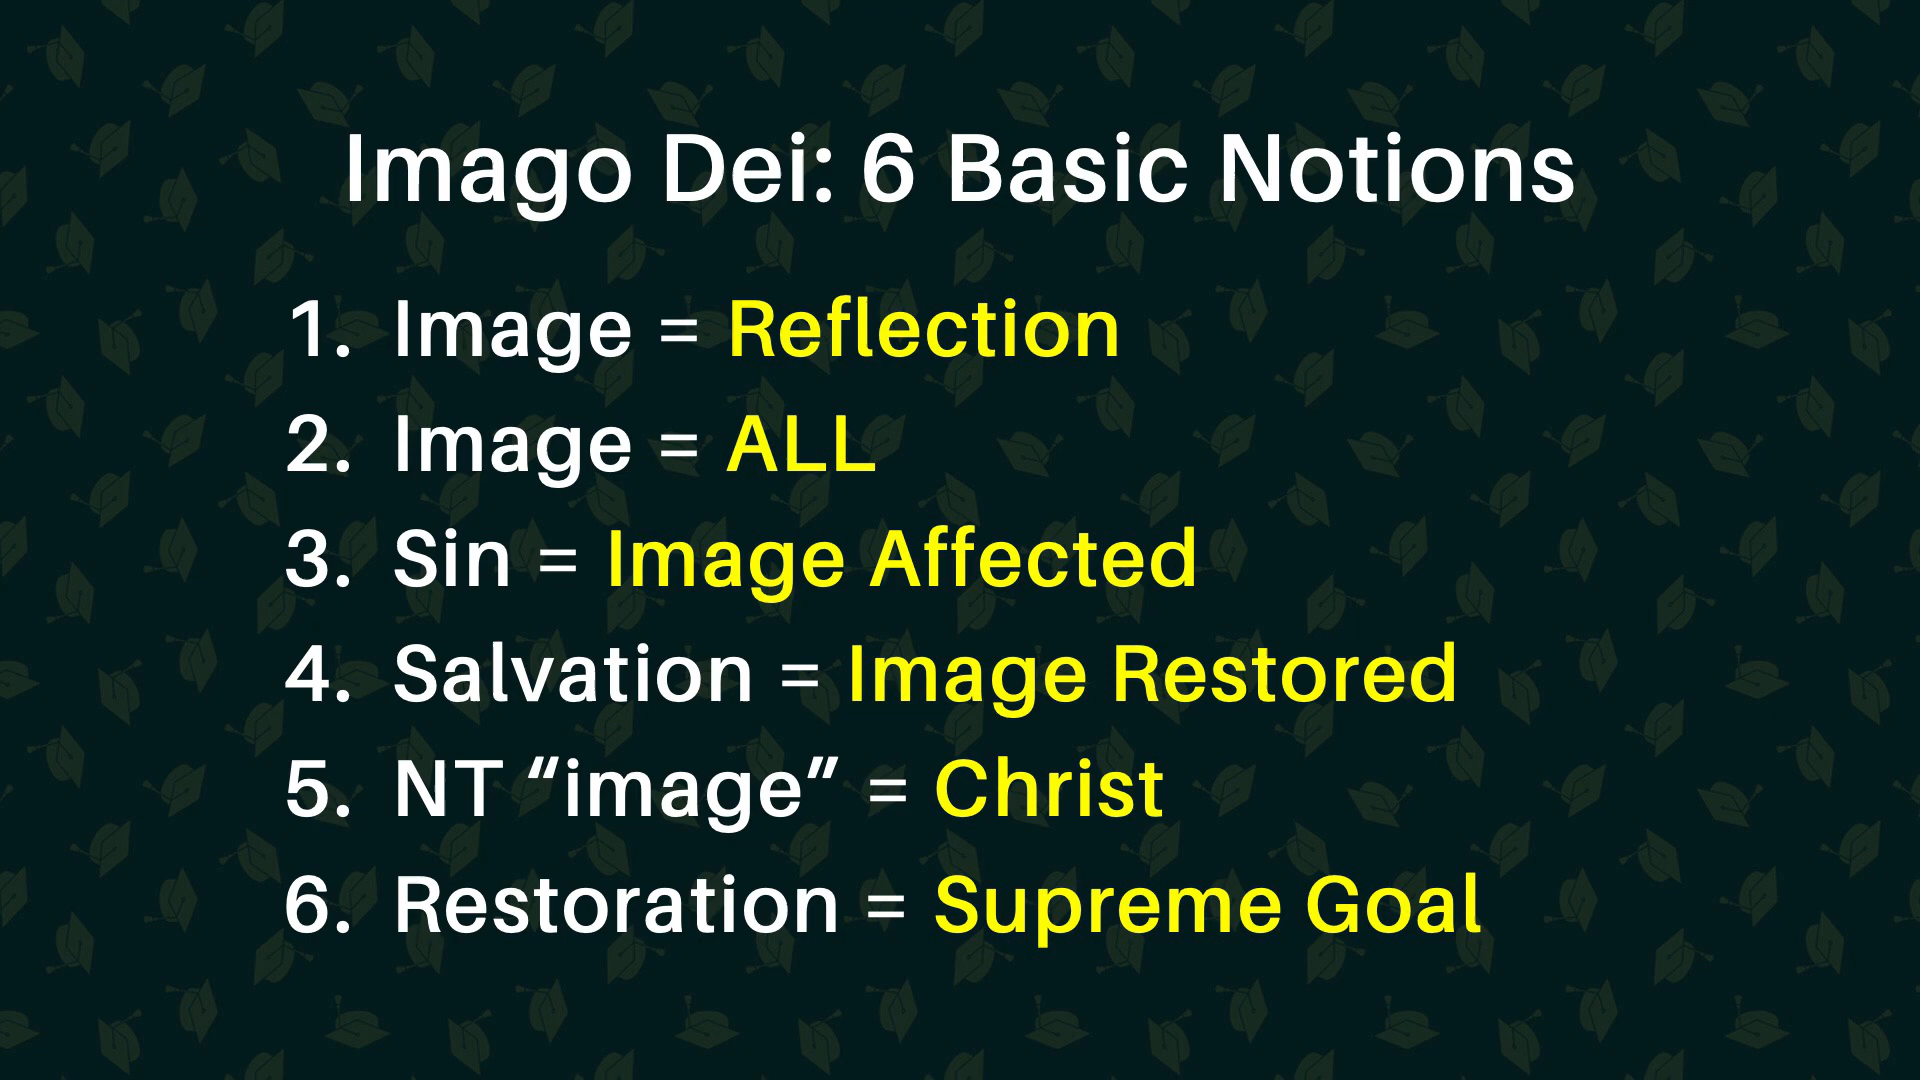 Imago Dei: 6 Basic Notions
1. Image = Reflection
2. Image = ALL
3. Sin = Image Affected
4. Salvation = Image Restored
5. NT “image” = Christ
6. Restoration = Supreme Goal